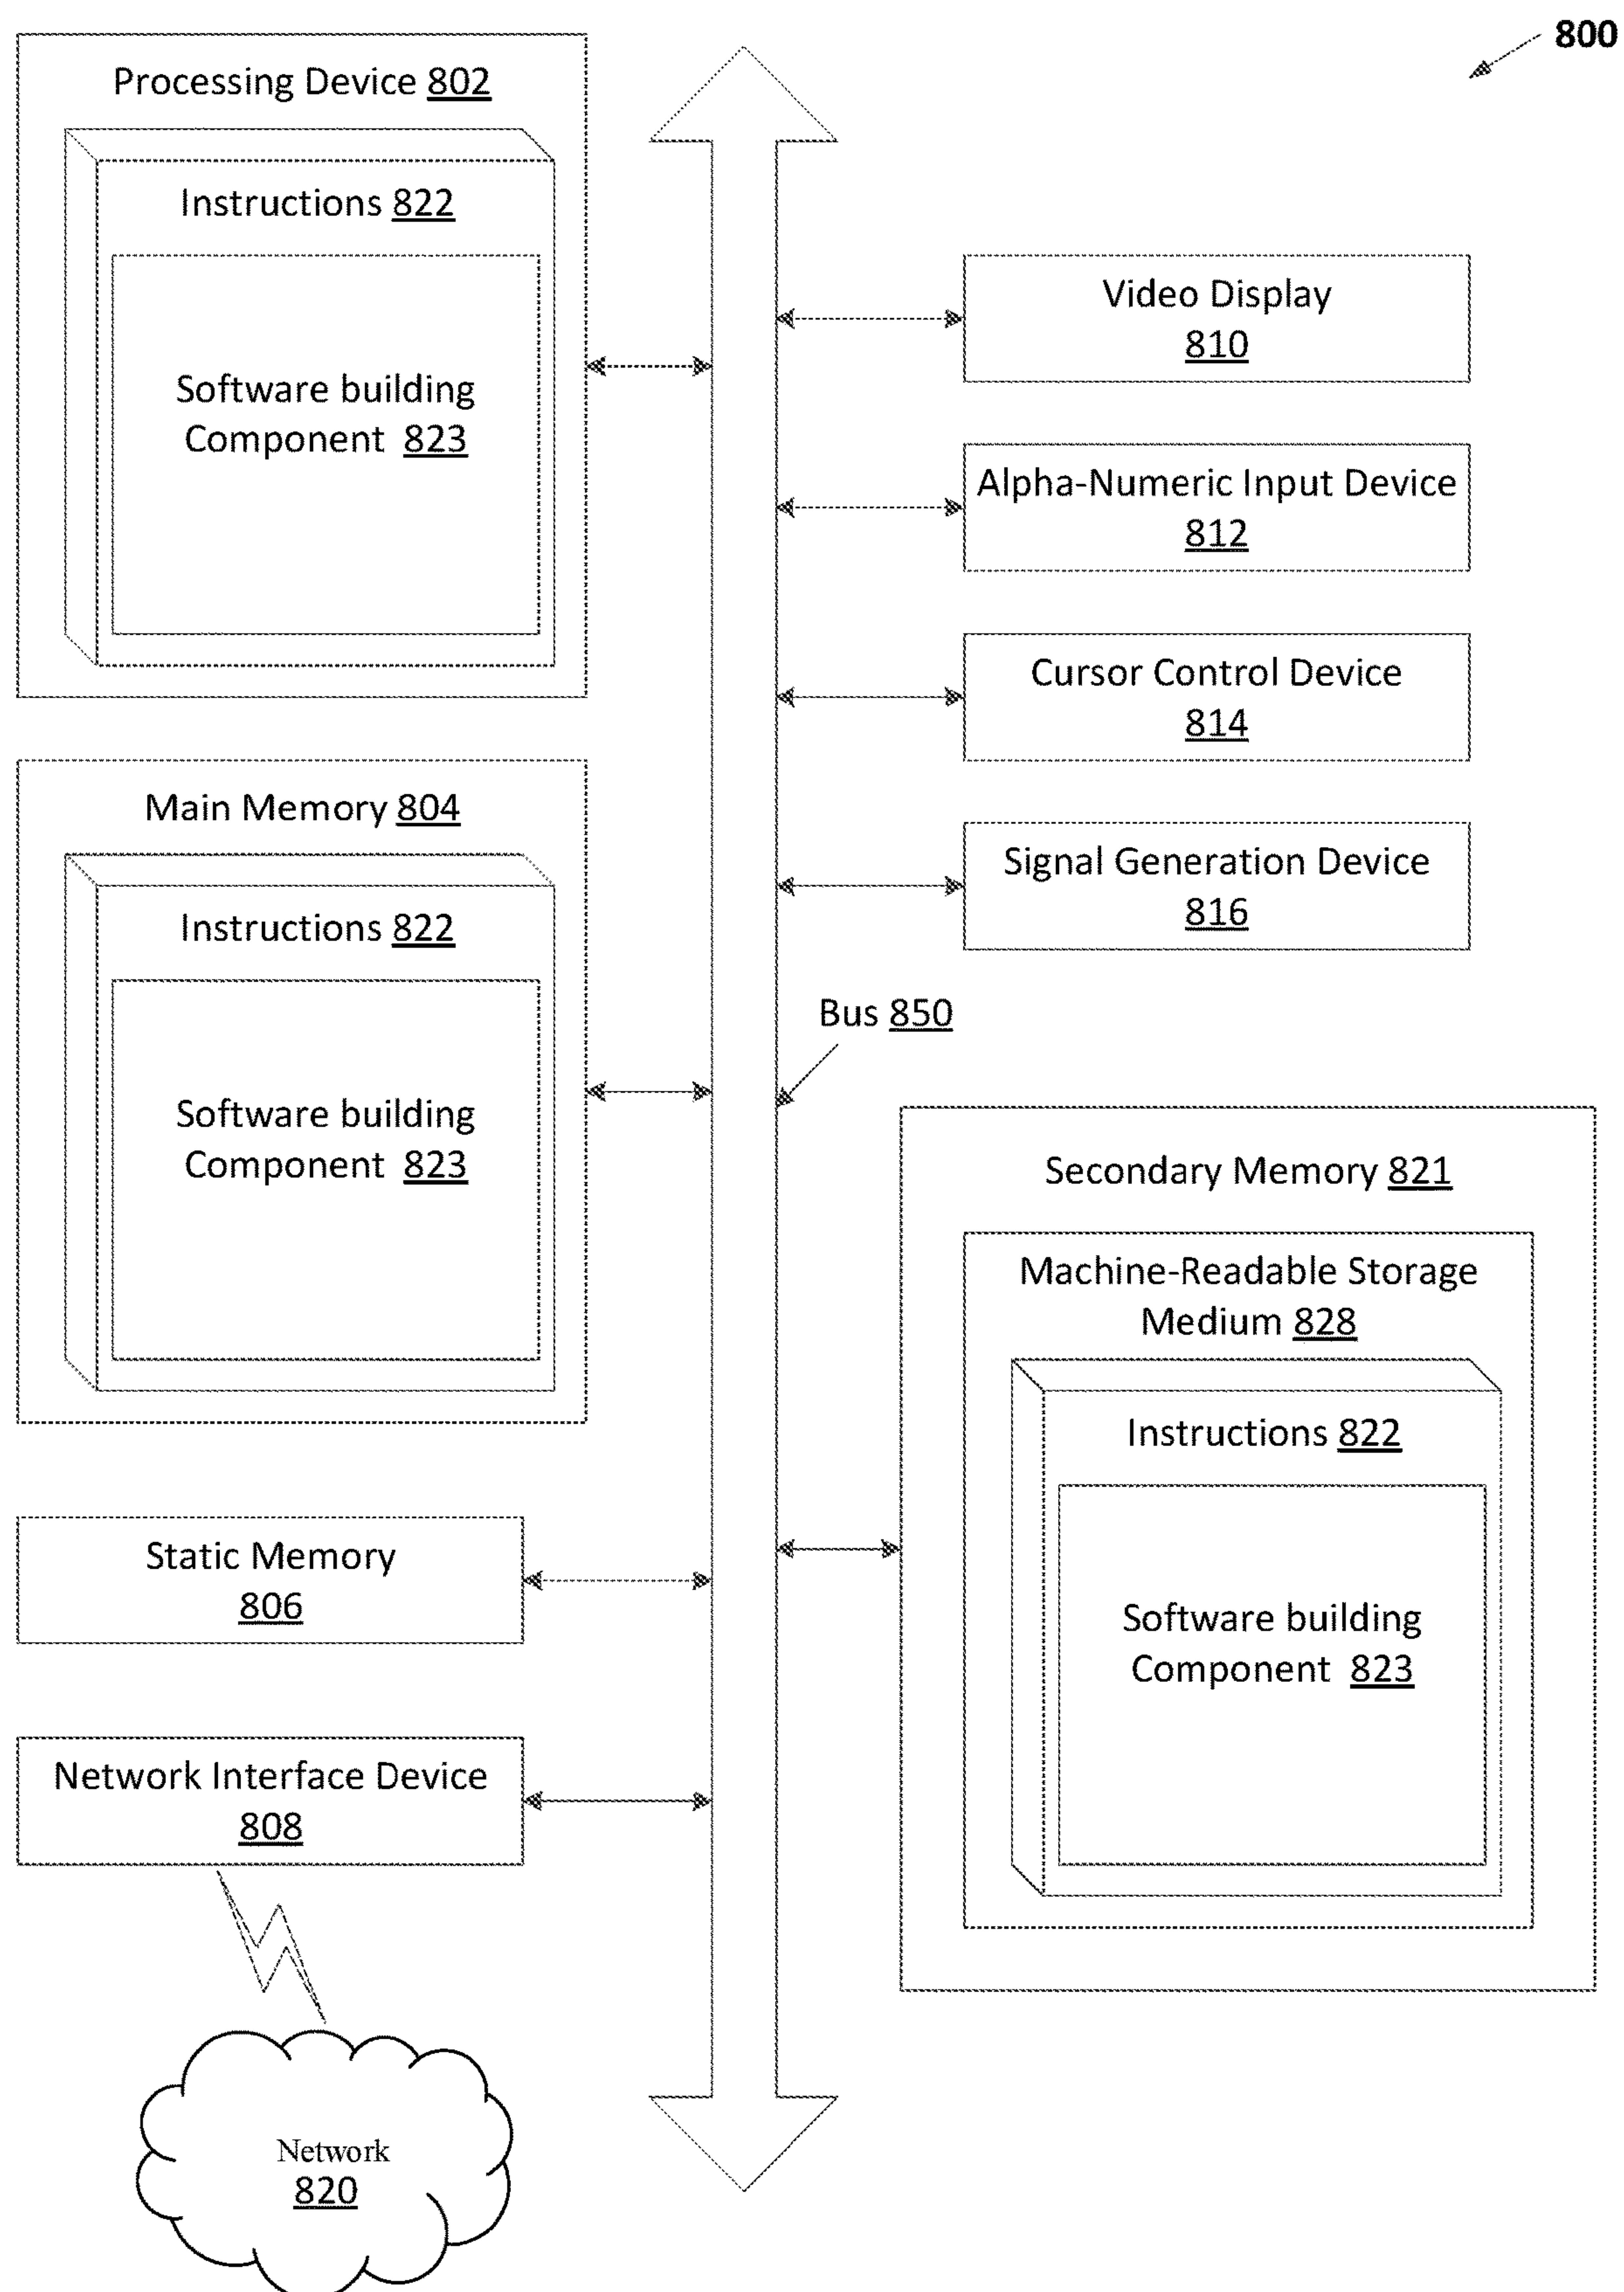 800
Processing Device 802
Instructions 822
Software building
Component 823
Video Display
810
Alpha-Numeric Input Device
812
Cursor Control Device
814
Main Memory 804
Instructions 822
Software building
Component 823
Signal Generation Device
816
Bus 850
Secondary Memory 821
Machine-Readable Storage
Medium 828
Instructions 822
Software building
Component 823
Static Memory
806
Network Interface Device
808
Network
820